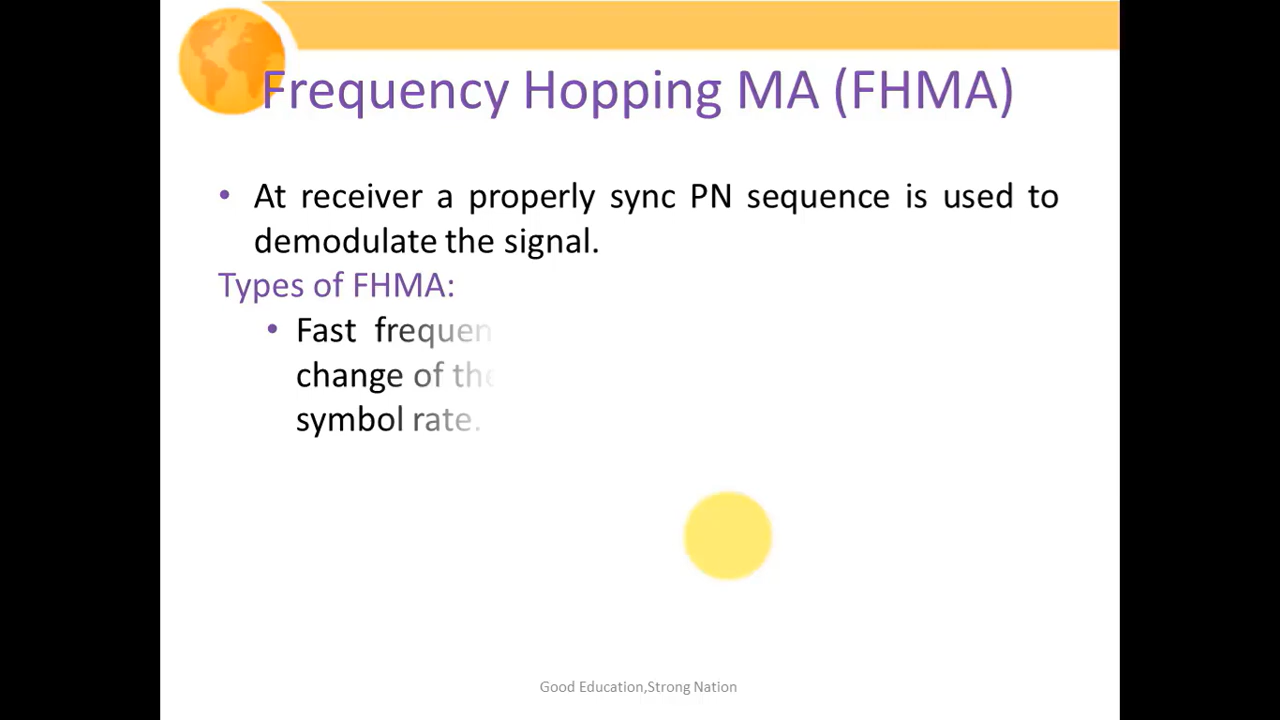 Frequency Hopping MA (FHMA)
• At receiver a properly sync PN sequence is used to
demodulate the signal.
Types of FHMA:
• Fast
change of the
symbol rate.
Good Education,Strong Nation